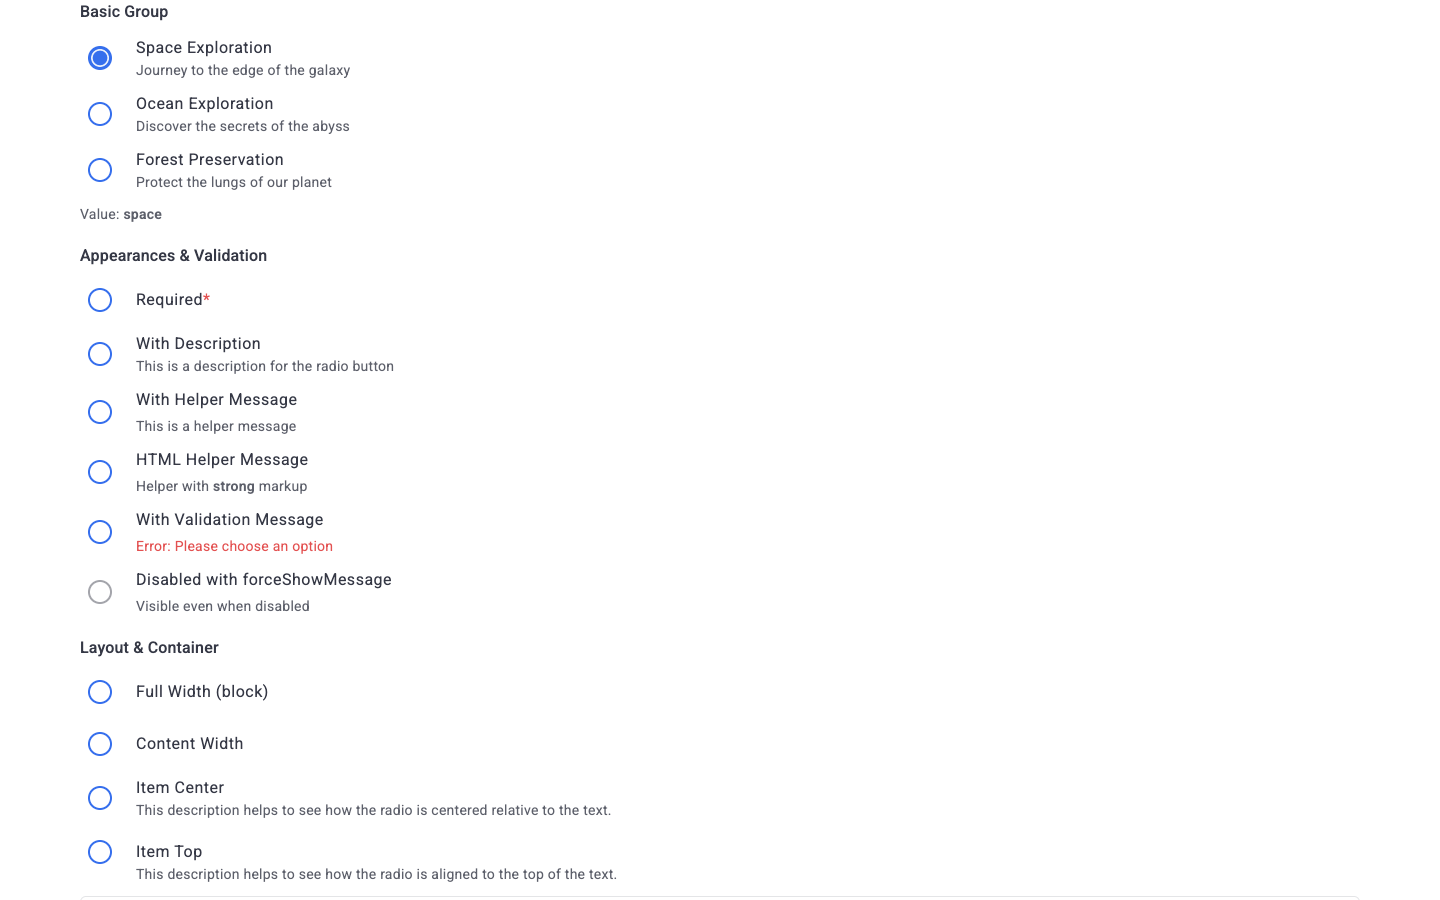 Basic Group
Space Exploration
Journey to the edge of the galaxy
Ocean Exploration
Discover the secrets of the abyss
Forest Preservation
Protect the lungs of our planet
Value: space
Appearances & Validation
Required*
With Description
This is a description for the radio button
With Helper Message
This is a helper message
HTML Helper Message
Helper with strong markup
With Validation Message
Error: Please choose an option
Disabled with forceShowMessage
Visible even when disabled
Layout & Container
Full Width (block)
Content Width
Item Center
This description helps to see how the radio is centered relative to the text.
Item Top
This description helps to see how the radio is aligned to the top of the text.